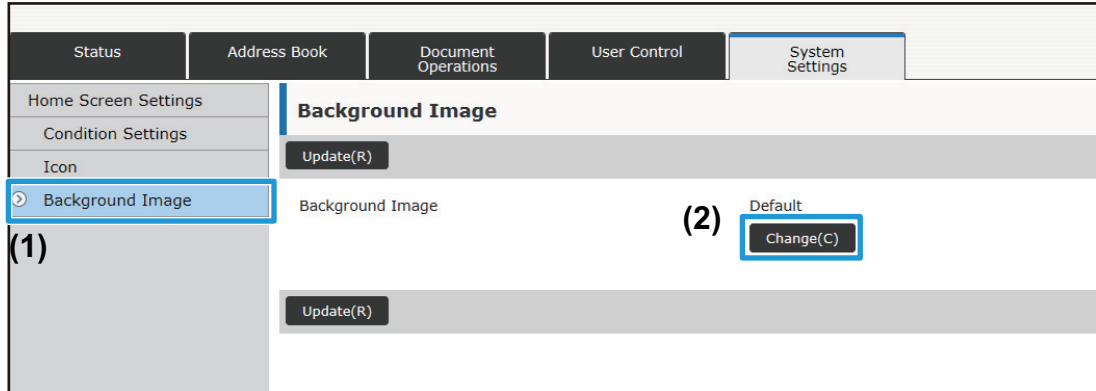 Status
Address Book
Document
Operations
User Control
System
Settings
Home Screen Settings
Condition Settings
Icon
Background Image
(1)
Background Image
Update(R)
Background Image
Default
(2)
Change(C)
Update(R)